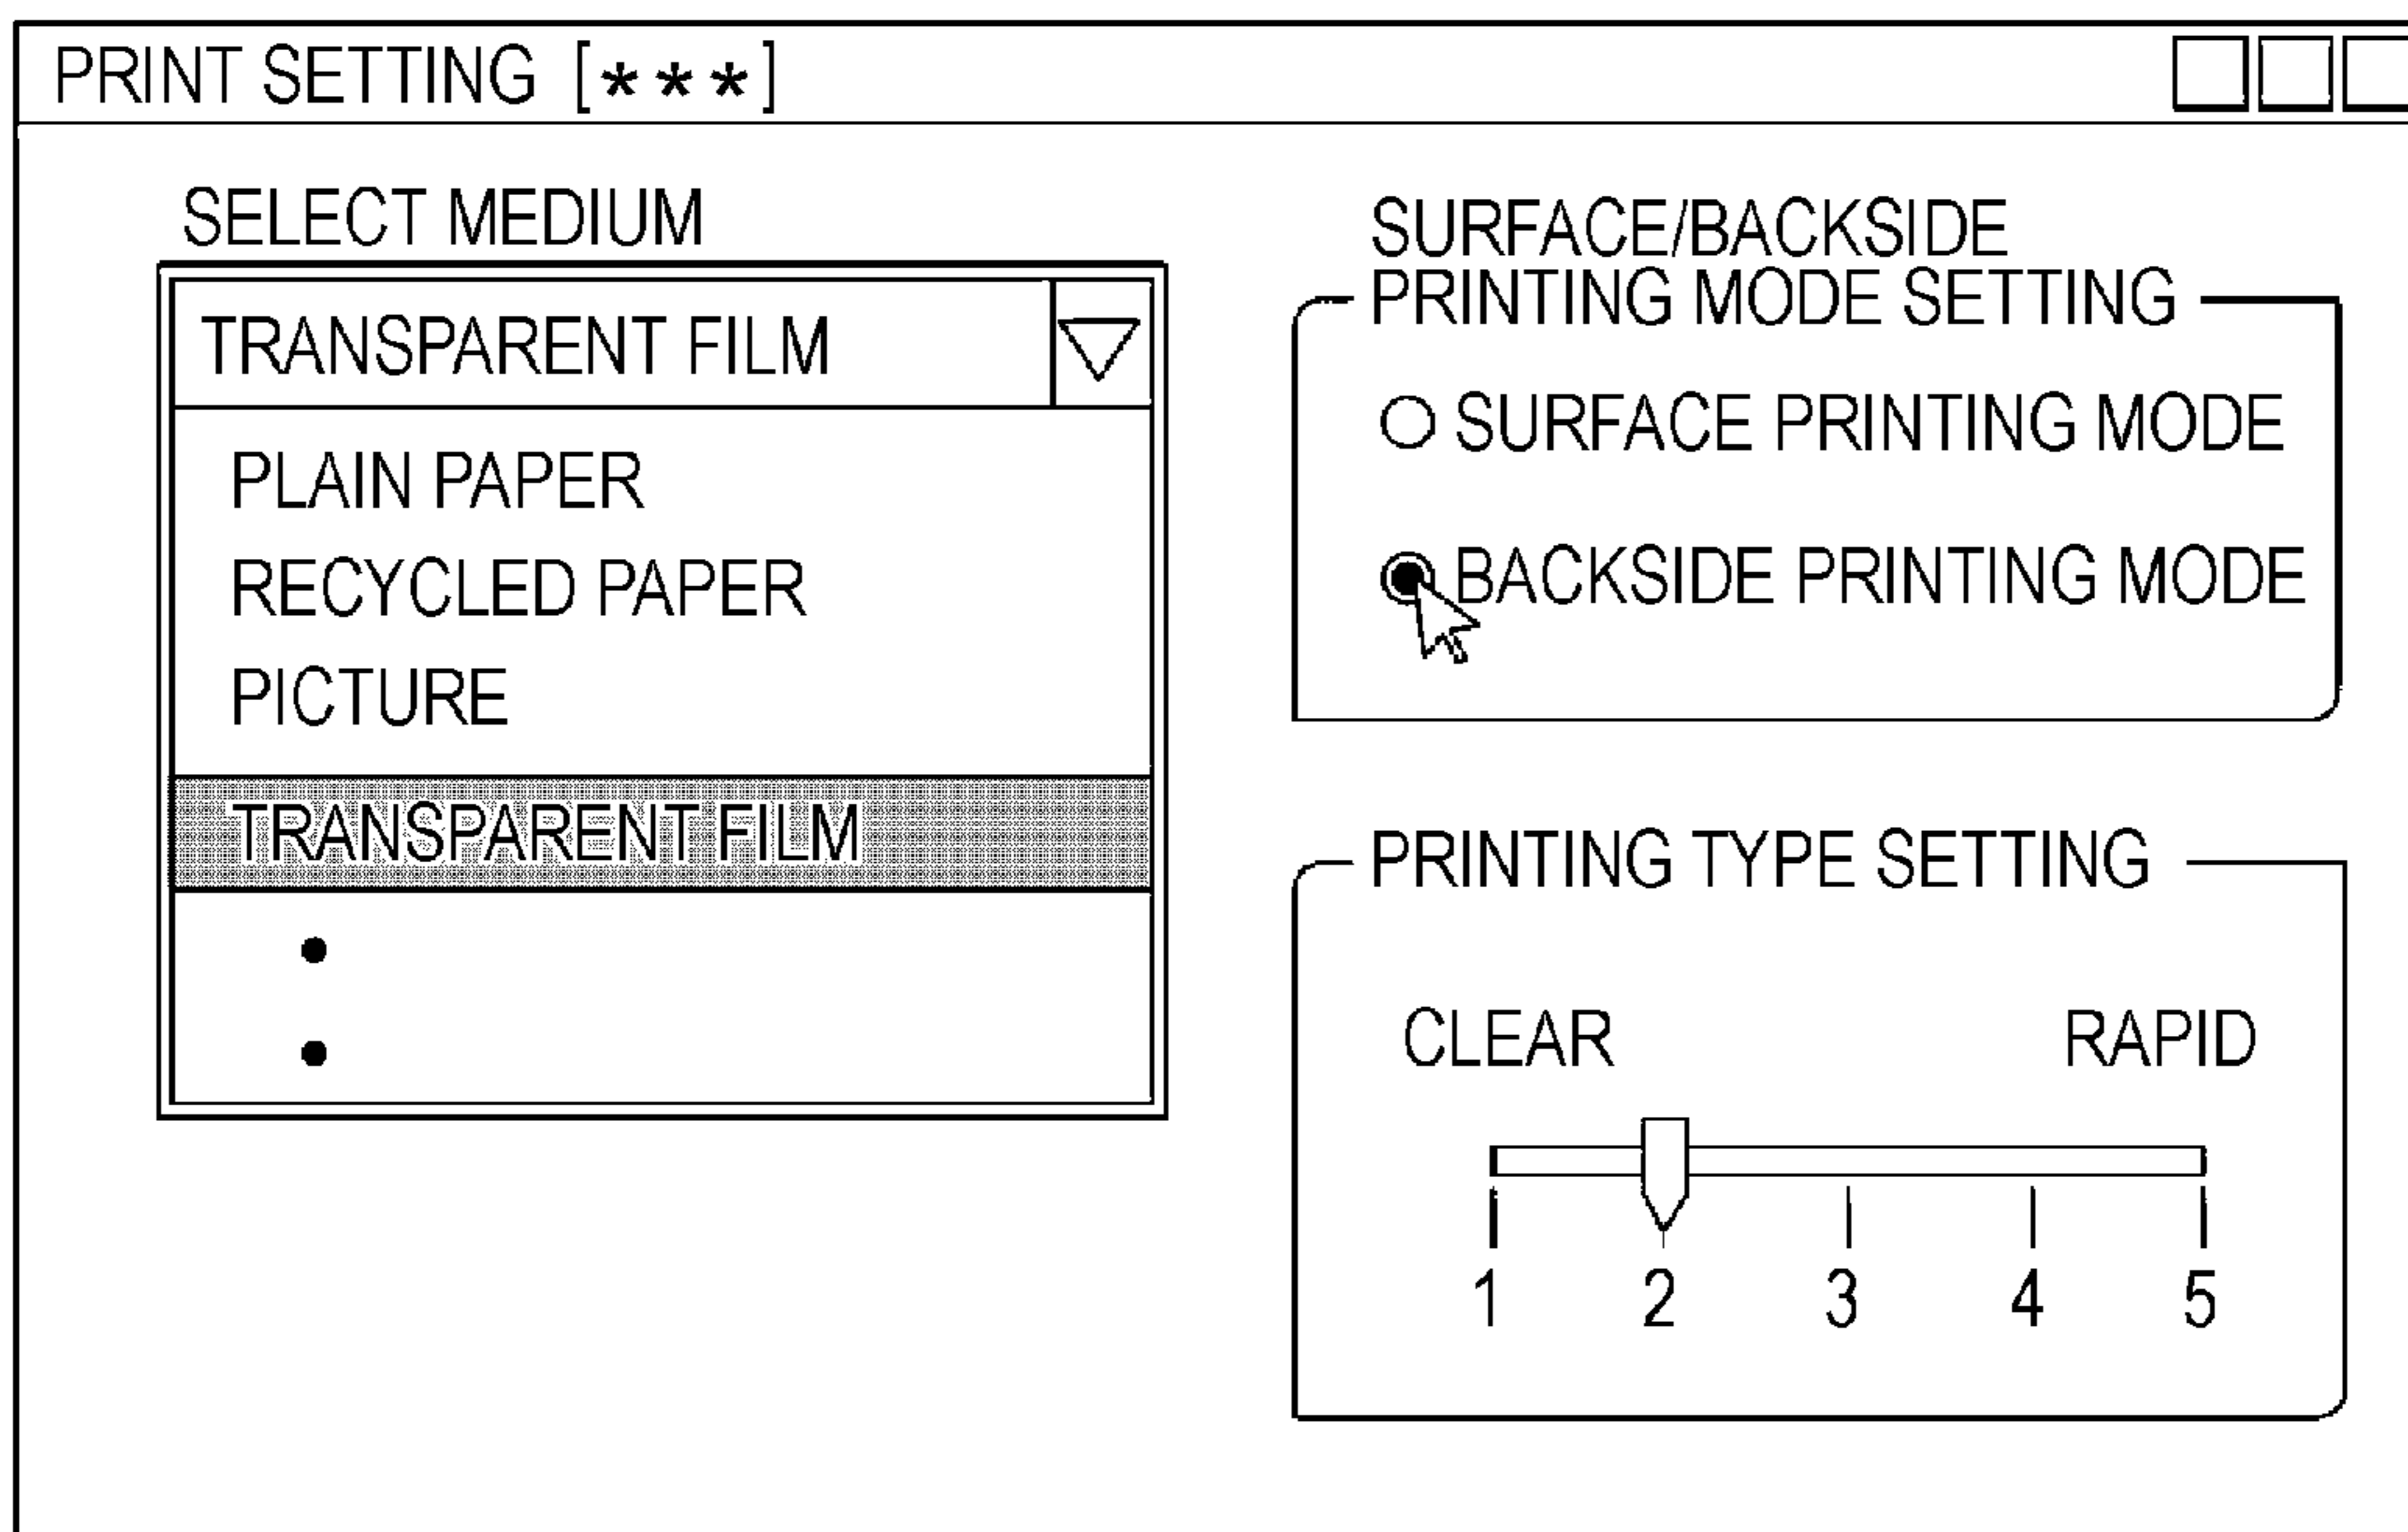 PRINT SETTING [***]
SELECT MEDIUM
TRANSPARENT FILM
PLAIN PAPER
RECYCLED PAPER
PICTURE
TRANSPARENT FILM
SURFACE/BACKSIDE
PRINTING MODE SETTING
SURFACE PRINTING MODE
BACKSIDE PRINTING MODE
PRINTING TYPE SETTING
CLEAR RAPID
1 2 3 4 5